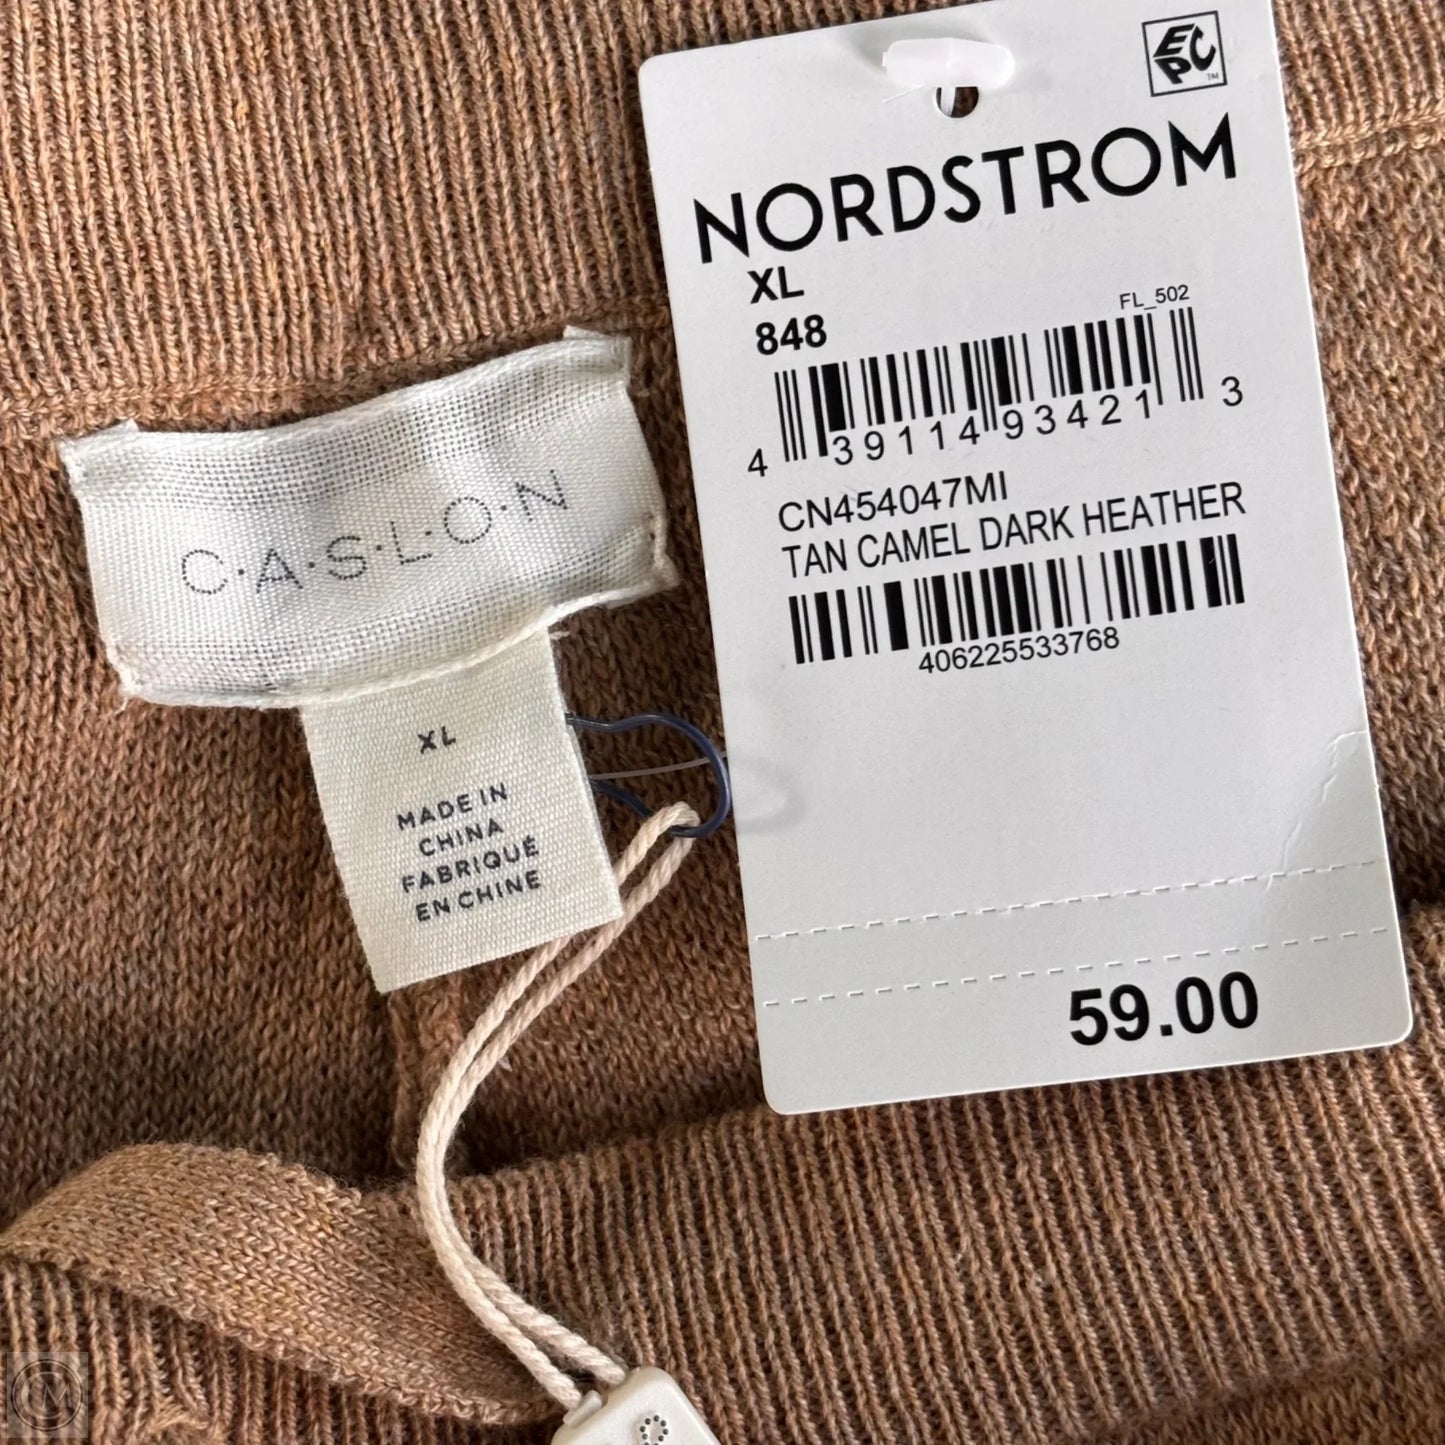 EPC™
NORDSTROM
XL
848
FL_502
4 39114 93421 3
CN454047MI
TAN CAMEL DARK HEATHER
406225533768
59.00
C·A·S·L·O·N
XL
MADE IN
CHINA
FABRIQUÉ
EN CHINE